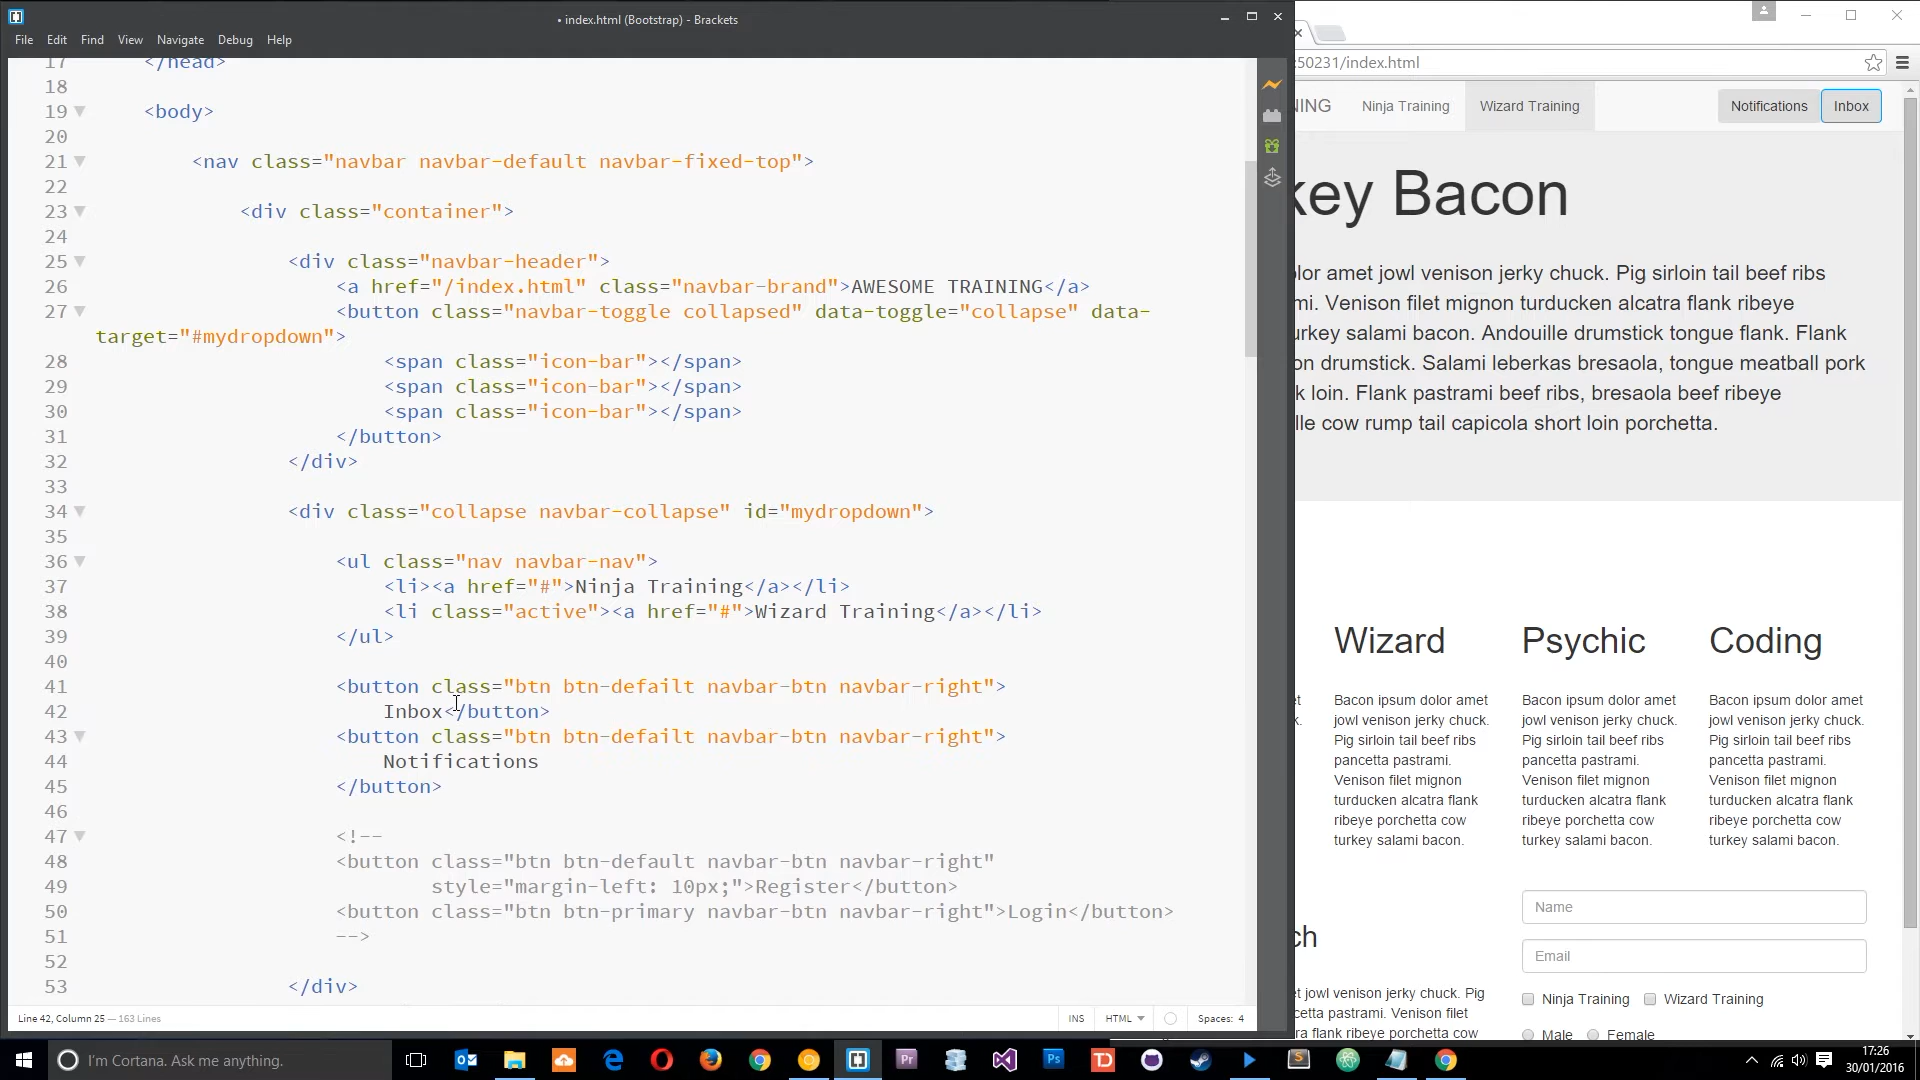 • index.html (Bootstrap) - Brackets
File Edit Find View Navigate Debug Help
17 </head>
18
19 <body>
20
21 <nav class="navbar navbar-default navbar-fixed-top">
22
23 <div class="container">
24
25 <div class="navbar-header">
26 <a href="/index.html" class="navbar-brand">AWESOME TRAINING</a>
27 <button class="navbar-toggle collapsed" data-toggle="collapse" data-
target="#mydropdown">
28 <span class="icon-bar"></span>
29 <span class="icon-bar"></span>
30 <span class="icon-bar"></span>
31 </button>
32 </div>
33
34 <div class="collapse navbar-collapse" id="mydropdown">
35
36 <ul class="nav navbar-nav">
37 <li><a href="#">Ninja Training</a></li>
38 <li class="active"><a href="#">Wizard Training</a></li>
39 </ul>
40
41 <button class="btn btn-defailt navbar-btn navbar-right">
42 Inbox</button>
43 <button class="btn btn-defailt navbar-btn navbar-right">
44 Notifications
45 </button>
46
47 <!--
48 <button class="btn btn-default navbar-btn navbar-right"
49 style="margin-left: 10px;">Register</button>
50 <button class="btn btn-primary navbar-btn navbar-right">Login</button>
51 -->
52
53 </div>
Line 42, Column 25 — 163 Lines
INS HTML Spaces: 4
:50231/index.html
NING Ninja Training Wizard Training Notifications Inbox
key Bacon
olor amet jowl venison jerky chuck. Pig sirloin tail beef ribs
mi. Venison filet mignon turducken alcatra flank ribeye
urkey salami bacon. Andouille drumstick tongue flank. Flank
on drumstick. Salami leberkas bresaola, tongue meatball pork
k loin. Flank pastrami beef ribs, bresaola beef ribeye
lle cow rump tail capicola short loin porchetta.
Wizard
Bacon ipsum dolor amet
jowl venison jerky chuck.
Pig sirloin tail beef ribs
pancetta pastrami.
Venison filet mignon
turducken alcatra flank
ribeye porchetta cow
turkey salami bacon.
Psychic
Bacon ipsum dolor amet
jowl venison jerky chuck.
Pig sirloin tail beef ribs
pancetta pastrami.
Venison filet mignon
turducken alcatra flank
ribeye porchetta cow
turkey salami bacon.
Coding
Bacon ipsum dolor amet
jowl venison jerky chuck.
Pig sirloin tail beef ribs
pancetta pastrami.
Venison filet mignon
turducken alcatra flank
ribeye porchetta cow
turkey salami bacon.
ch
et jowl venison jerky chuck. Pig
cetta pastrami. Venison filet
ra flank ribeye porchetta cow
Name
Email
Ninja Training Wizard Training
Male Female
I'm Cortana. Ask me anything.
17:26
30/01/2016